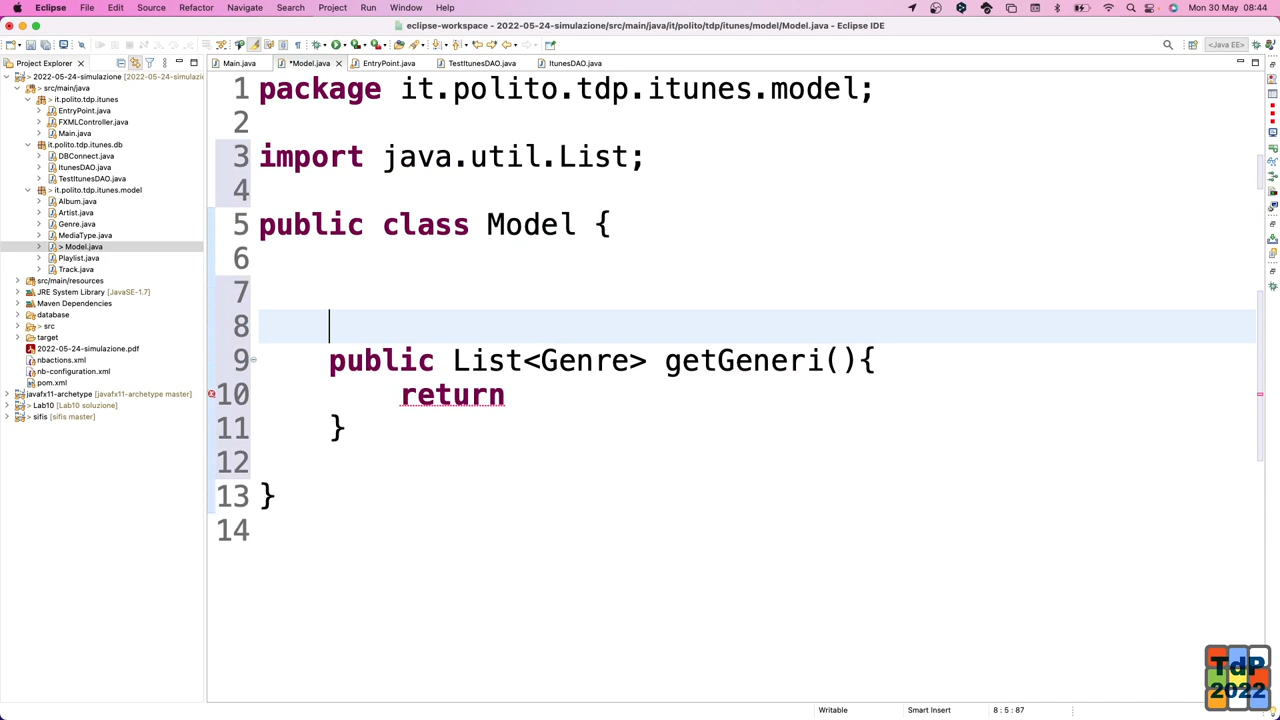 Eclipse File Edit Source Refactor Navigate Search Project Run Window Help Mon 30 May 08:44
eclipse-workspace - 2022-05-24-simulazione/src/main/java/it/polito/tdp/itunes/model/Model.java - Eclipse IDE
<Java EE>
Project Explorer
Main.java
*Model.java
EntryPoint.java
TestItunesDAO.java
ItunesDAO.java
> 2022-05-24-simulazione [2022-05-24-simulazi
> src/main/java
> it.polito.tdp.itunes
EntryPoint.java
FXMLController.java
Main.java
it.polito.tdp.itunes.db
DBConnect.java
ItunesDAO.java
TestItunesDAO.java
> it.polito.tdp.itunes.model
Album.java
Artist.java
Genre.java
MediaType.java
> Model.java
Playlist.java
Track.java
src/main/resources
JRE System Library [JavaSE-1.7]
Maven Dependencies
database
> src
target
2022-05-24-simulazione.pdf
nbactions.xml
nb-configuration.xml
pom.xml
javafx11-archetype [javafx11-archetype master]
> Lab10 [Lab10 soluzione]
> sifis [sifis master]
1 package it.polito.tdp.itunes.model;
2
3 import java.util.List;
4
5 public class Model {
6
7
8
9 public List<Genre> getGeneri(){
10 return
11 }
12
13 }
14
Writable
Smart Insert
8 : 5 : 87
TdP
2022